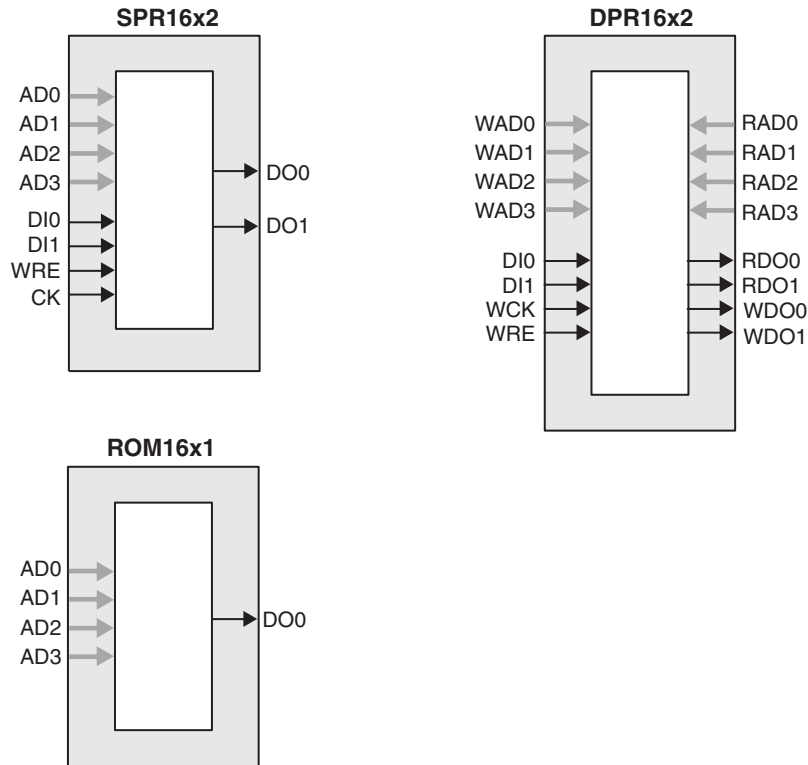 SPR16x2
AD0
AD1
AD2
AD3
DI0
DI1
WRE
CK
DO0
DO1
DPR16x2
WAD0
WAD1
WAD2
WAD3
DI0
DI1
WCK
WRE
RAD0
RAD1
RAD2
RAD3
RDO0
RDO1
WDO0
WDO1
ROM16x1
AD0
AD1
AD2
AD3
DO0